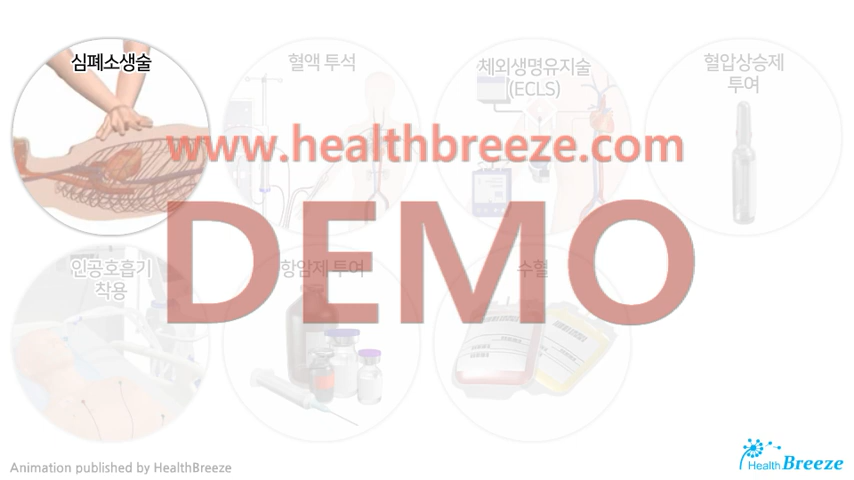 심폐소생술
혈액 투석
체외생명유지술
(ECLS)
혈압상승제
투여
www.healthbreeze.com
DEMO
인공호흡기
착용
항암제 투여
수혈
Animation published by HealthBreeze
Health Breeze